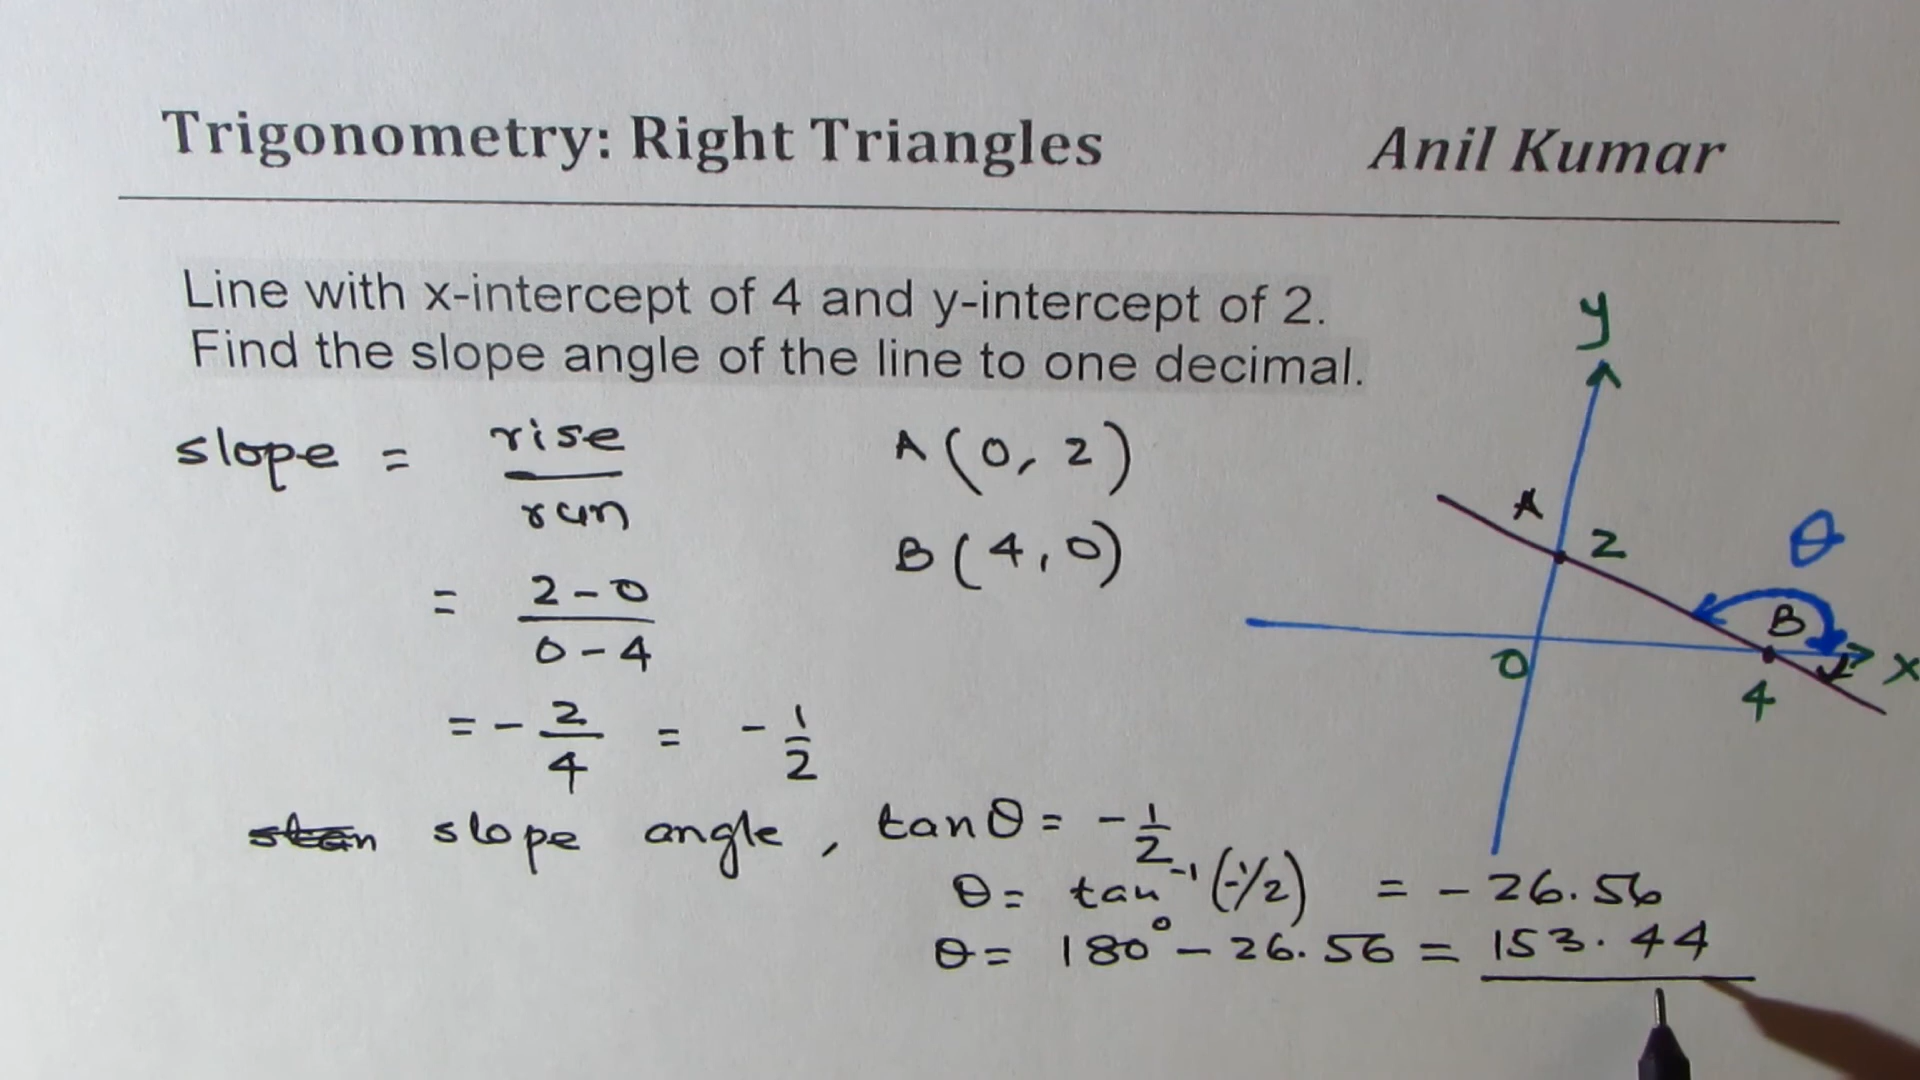 Trigonometry: Right Triangles Anil Kumar
Line with x-intercept of 4 and y-intercept of 2.
Find the slope angle of the line to one decimal.
slope = rise/run
A(0, 2)
B(4, 0)
= 2-0/0-4
= -2/4 = -1/2
slope angle, tanθ = -1/2
θ = tan⁻¹(-1/2) = -26.56
θ = 180° - 26.56 = 153.44
y
A
2
θ
B
0
4
x